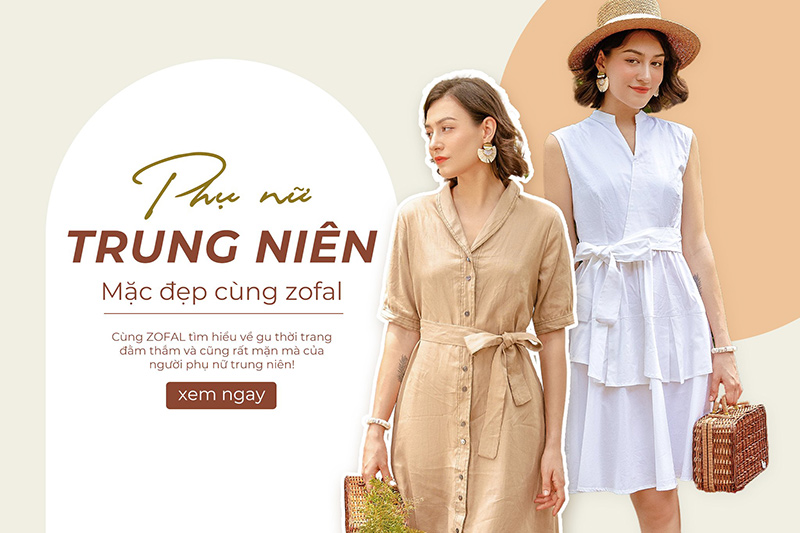 Phụ nữ
TRUNG NIÊN
Mặc đẹp cùng zofal
Cùng ZOFAL tìm hiểu về gu thời trang
đằm thắm và cũng rất mặn mà của
người phụ nữ trung niên!
xem ngay